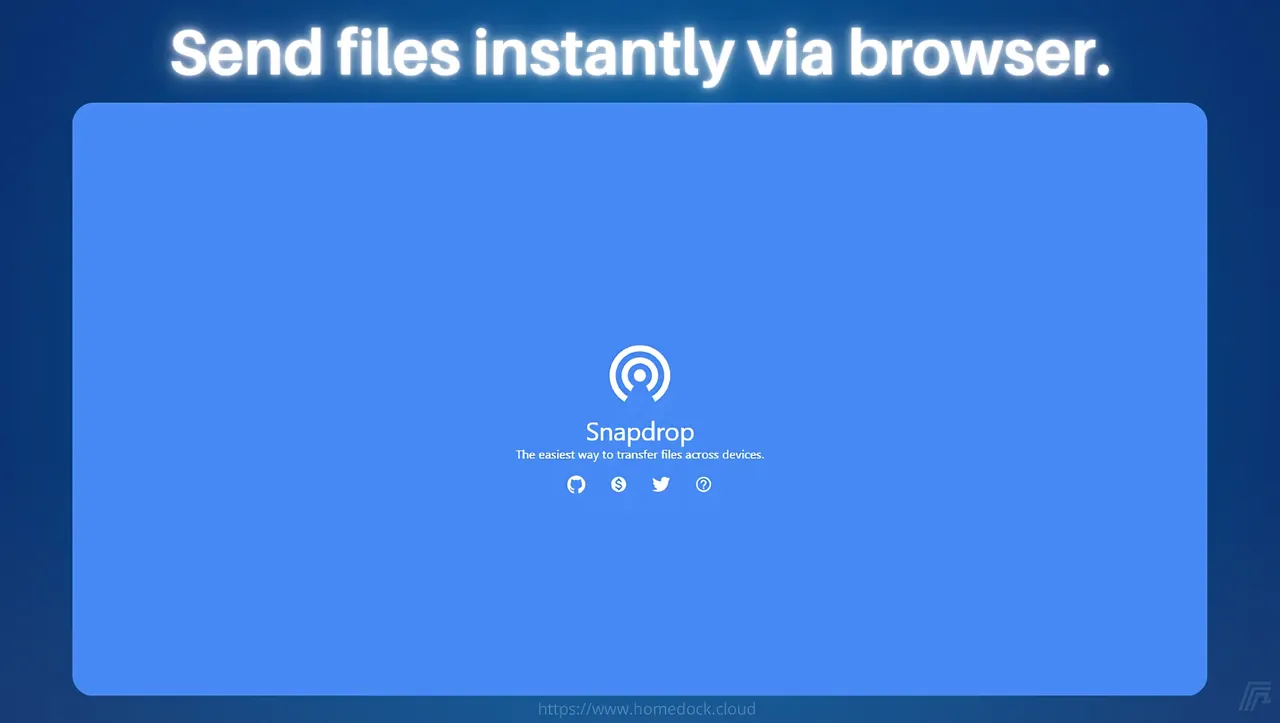 Send files instantly via browser.
Snapdrop
The easiest way to transfer files across devices.
https://www.homedock.cloud